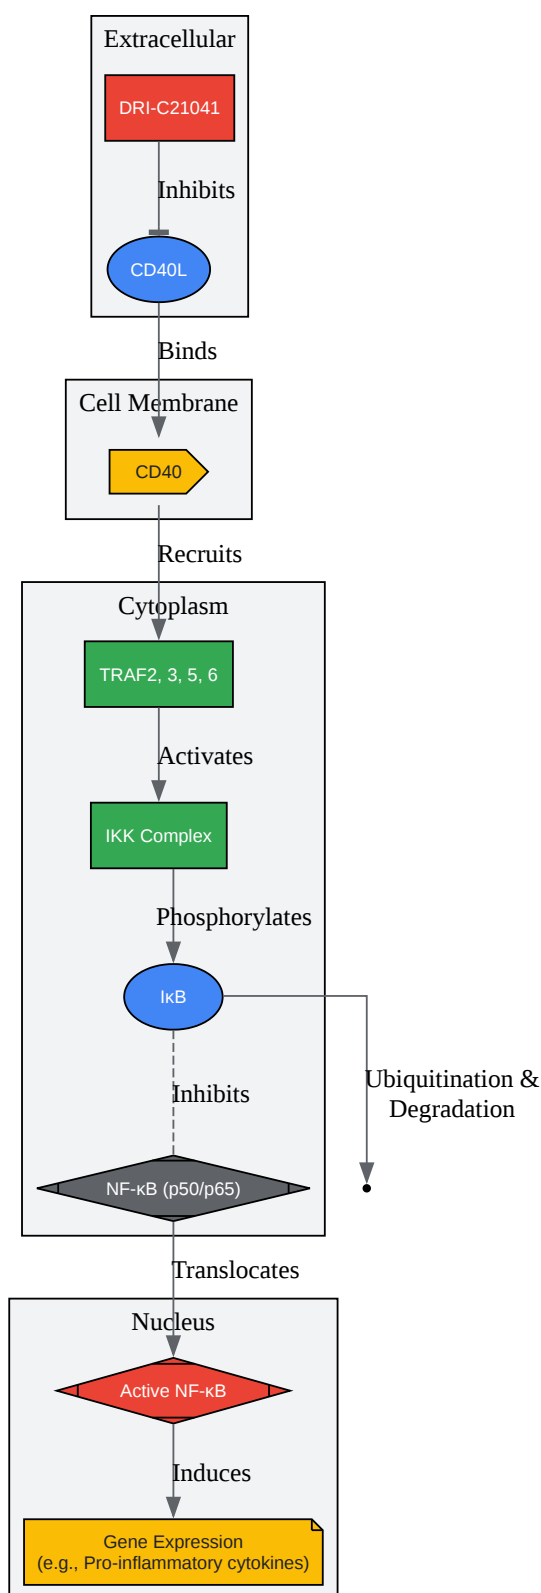 Extracellular
DRI-C21041
Inhibits
CD40L
Binds
Cell Membrane
CD40
Recruits
Cytoplasm
TRAF2, 3, 5, 6
Activates
IKK Complex
Phosphorylates
IκB
Inhibits
Ubiquitination &
Degradation
NF-κB (p50/p65)
Translocates
Nucleus
Active NF-κB
Induces
Gene Expression
(e.g., Pro-inflammatory cytokines)